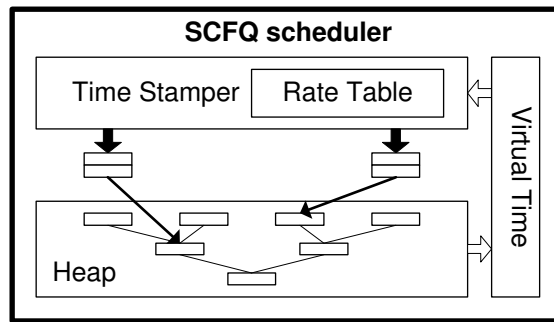 SCFQ scheduler
Time Stamper
Rate Table
Virtual Time
Heap